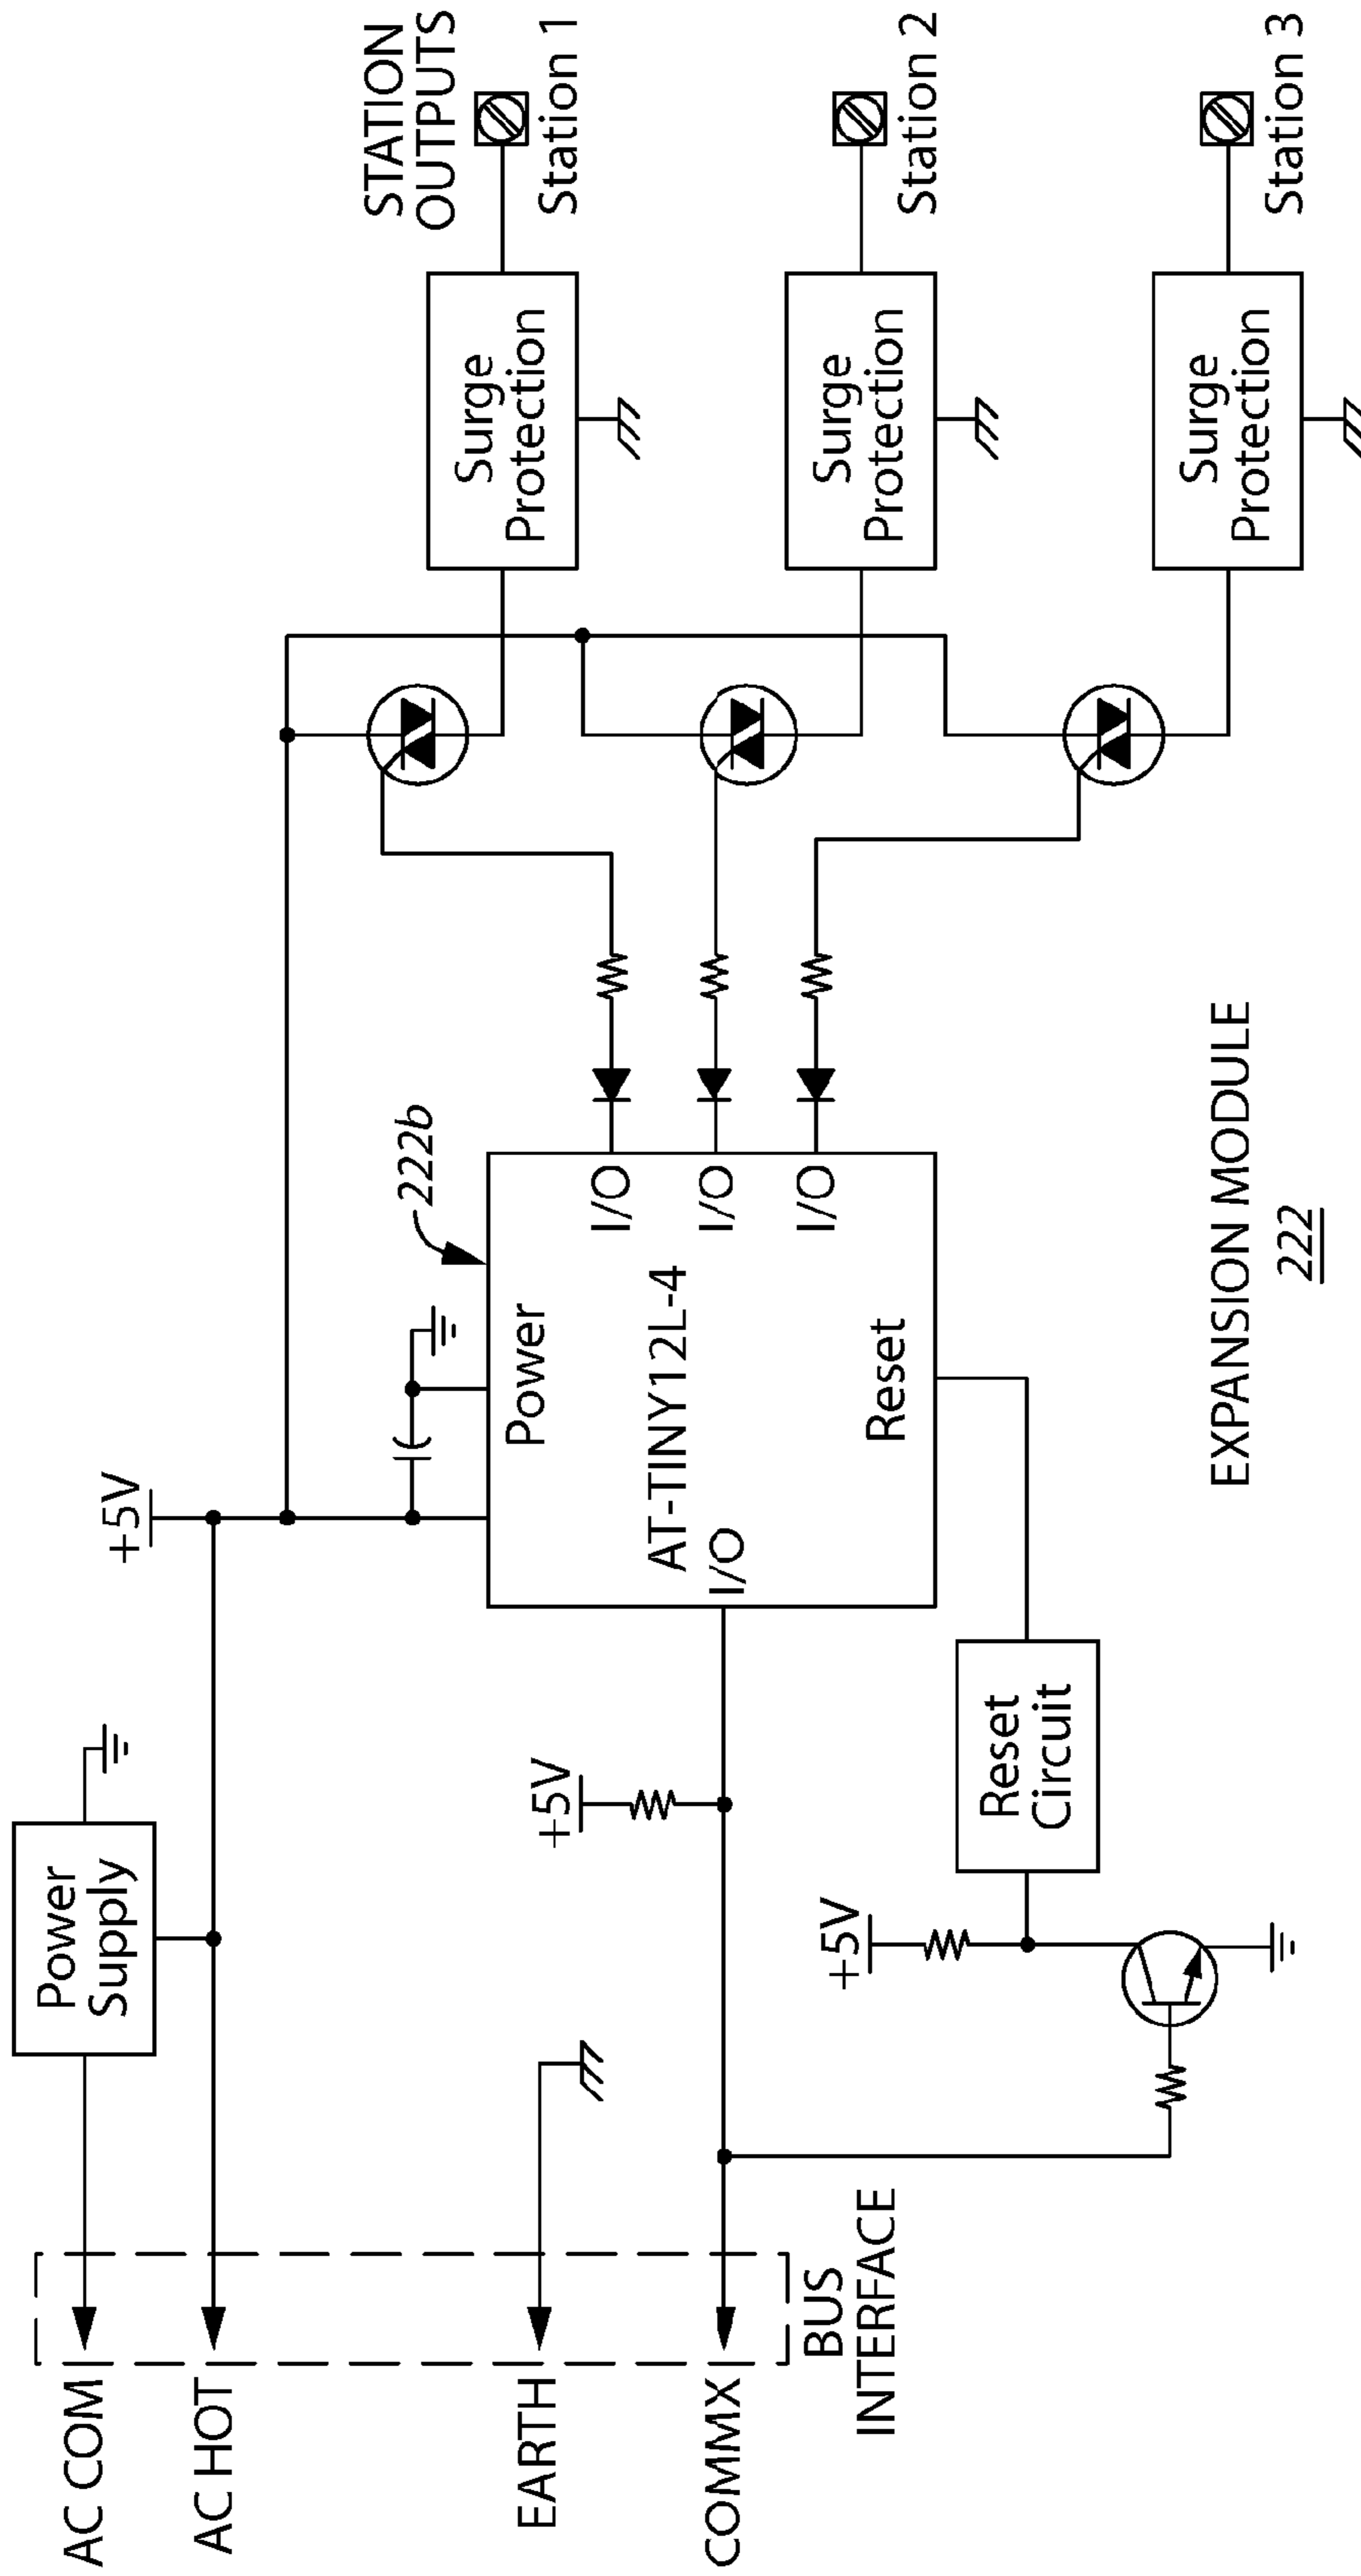 STATION
OUTPUTS
Station 1
Station 2
Station 3
Surge
Protection
Surge
Protection
Surge
Protection
+5V
222b
Power
AT-TINY12L-4
I/O
I/O
I/O
I/O
Reset
Power
Supply
+5V
+5V
Reset
Circuit
AC COM
AC HOT
EARTH
COMMX
BUS
INTERFACE
EXPANSION MODULE
222